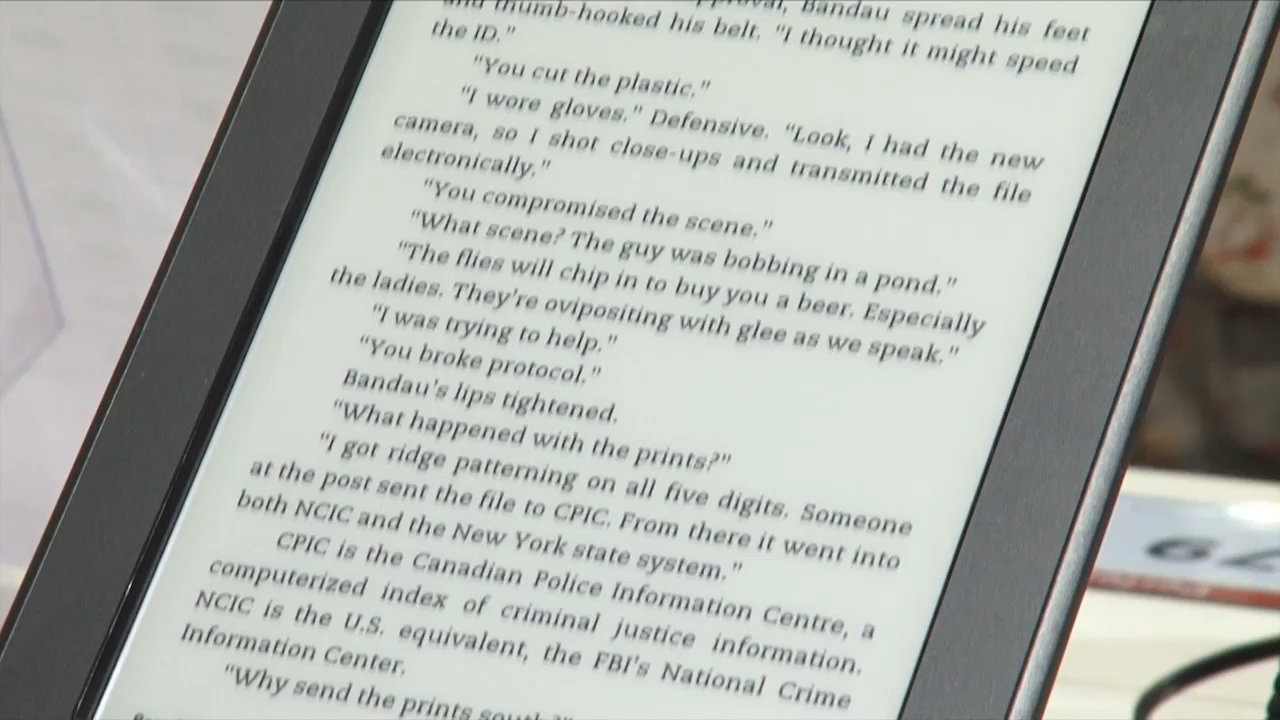 Bandau spread his feet
and thumb-hooked his belt. “I thought it might speed
the ID.”
“You cut the plastic.”
“I wore gloves.” Defensive. “Look, I had the new
camera, so I shot close-ups and transmitted the file
electronically.”
“You compromised the scene.”
“What scene? The guy was bobbing in a pond.”
“The flies will chip in to buy you a beer. Especially
the ladies. They’re ovipositing with glee as we speak.”
“I was trying to help.”
“You broke protocol.”
Bandau’s lips tightened.
“What happened with the prints?”
“I got ridge patterning on all five digits. Someone
at the post sent the file to CPIC. From there it went into
both NCIC and the New York state system.”
CPIC is the Canadian Police Information Centre, a
computerized index of criminal justice information.
NCIC is the U.S. equivalent, the FBI’s National Crime
Information Center.
“Why send the prints south?”